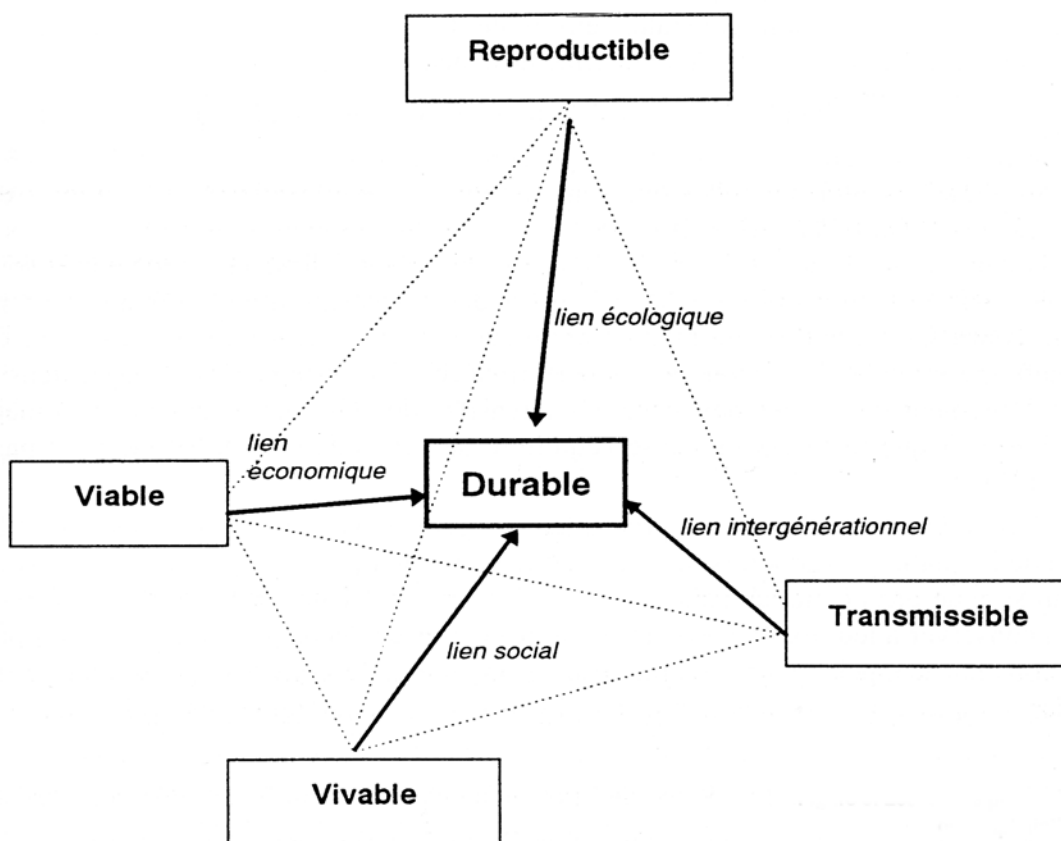 Reproductible
lien écologique
lien
économique
Viable
Durable
lien intergénérationnel
Transmissible
lien social
Vivable